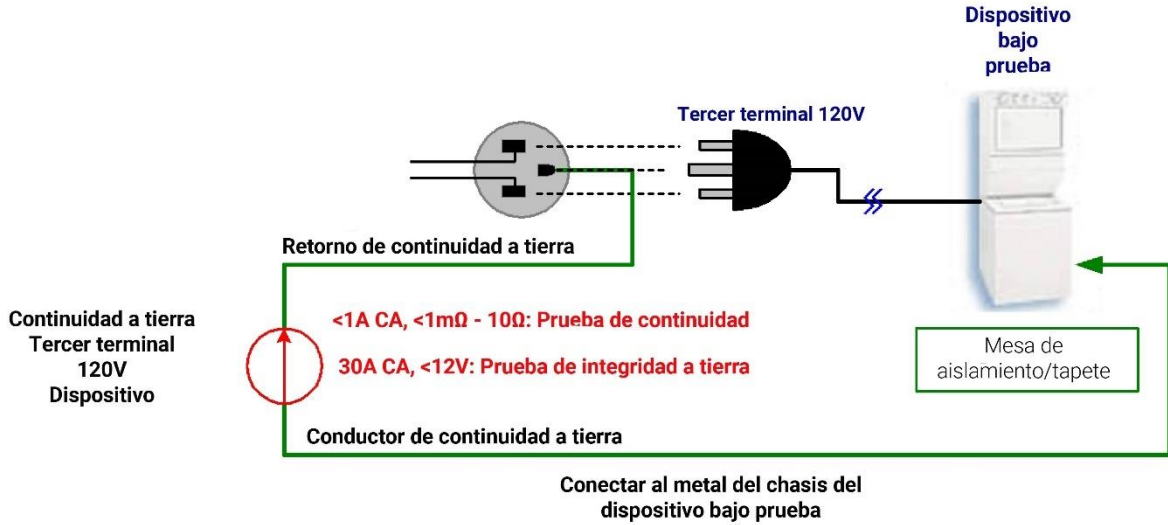 Dispositivo
bajo
prueba
Tercer terminal 120V
Retorno de continuidad a tierra
Continuidad a tierra
Tercer terminal
120V
Dispositivo
<1A CA, <1mΩ - 10Ω: Prueba de continuidad
30A CA, <12V: Prueba de integridad a tierra
Mesa de
aislamiento/tapete
Conductor de continuidad a tierra
Conectar al metal del chasis del
dispositivo bajo prueba